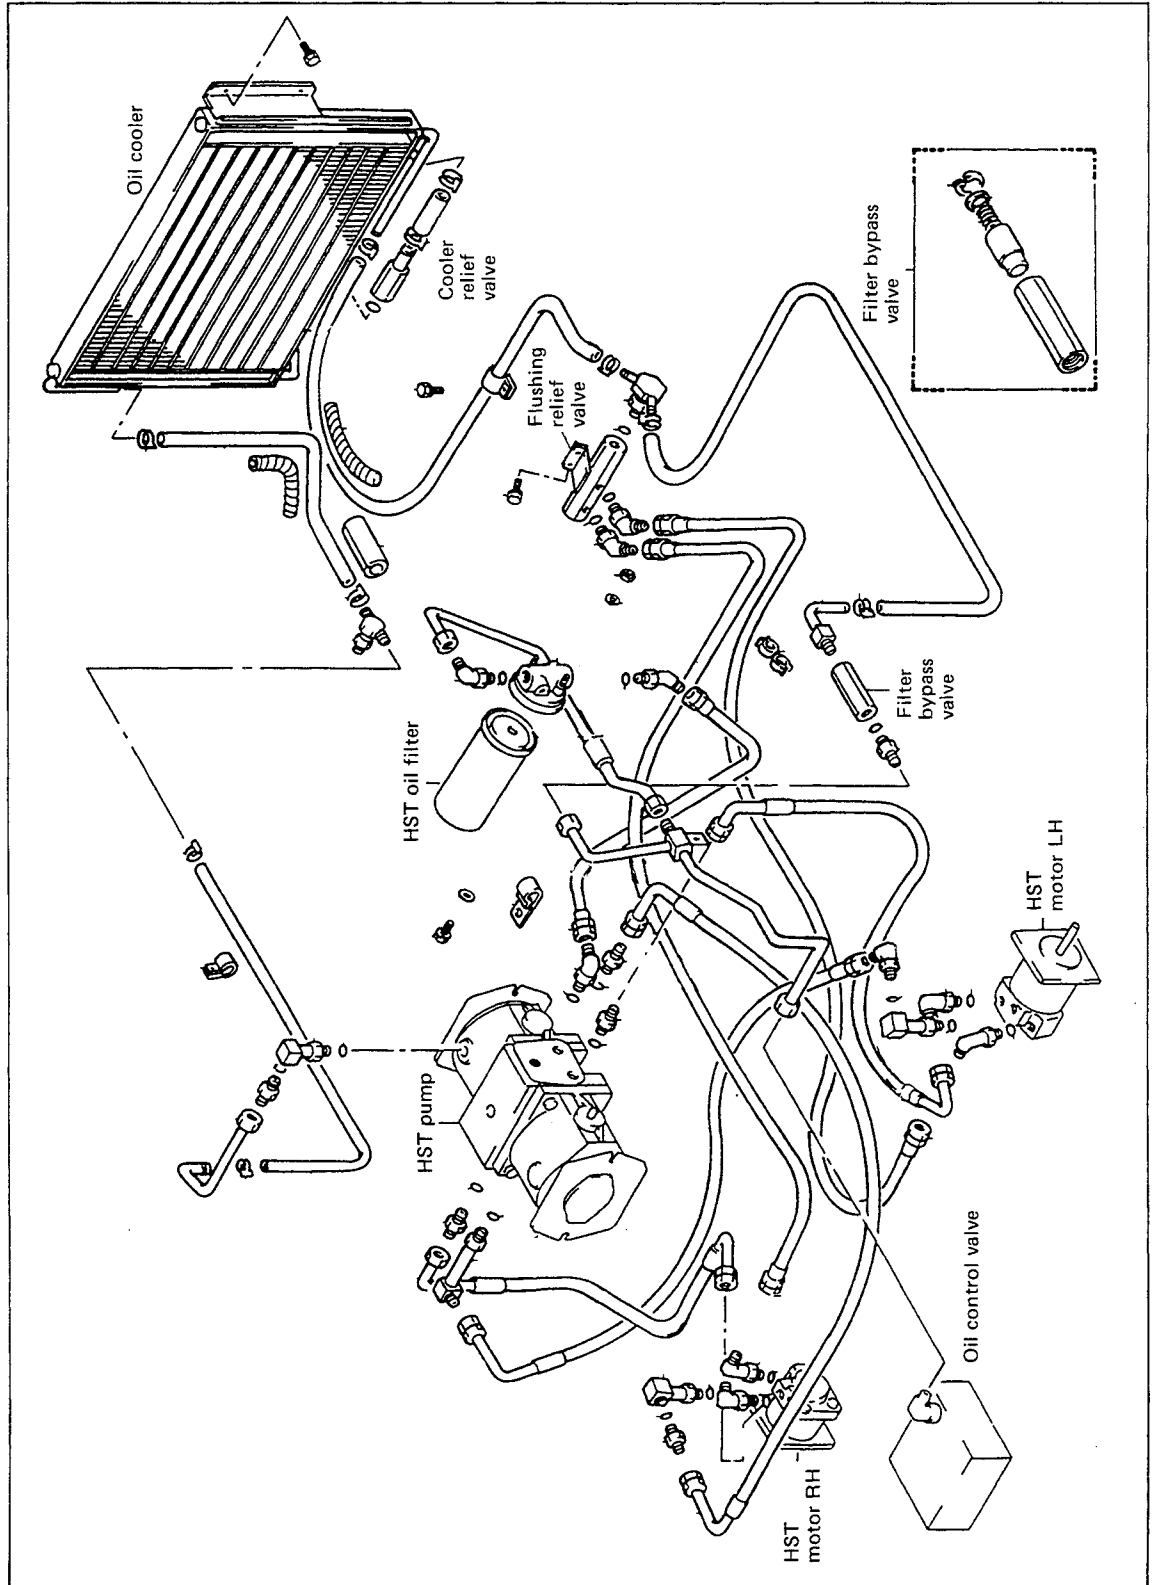 Oil cooler
Cooler
relief
valve
Flushing
relief
valve
Filter bypass
valve
HST oil filter
Filter
bypass
valve
HST pump
HST
motor LH
Oil control valve
HST
motor RH